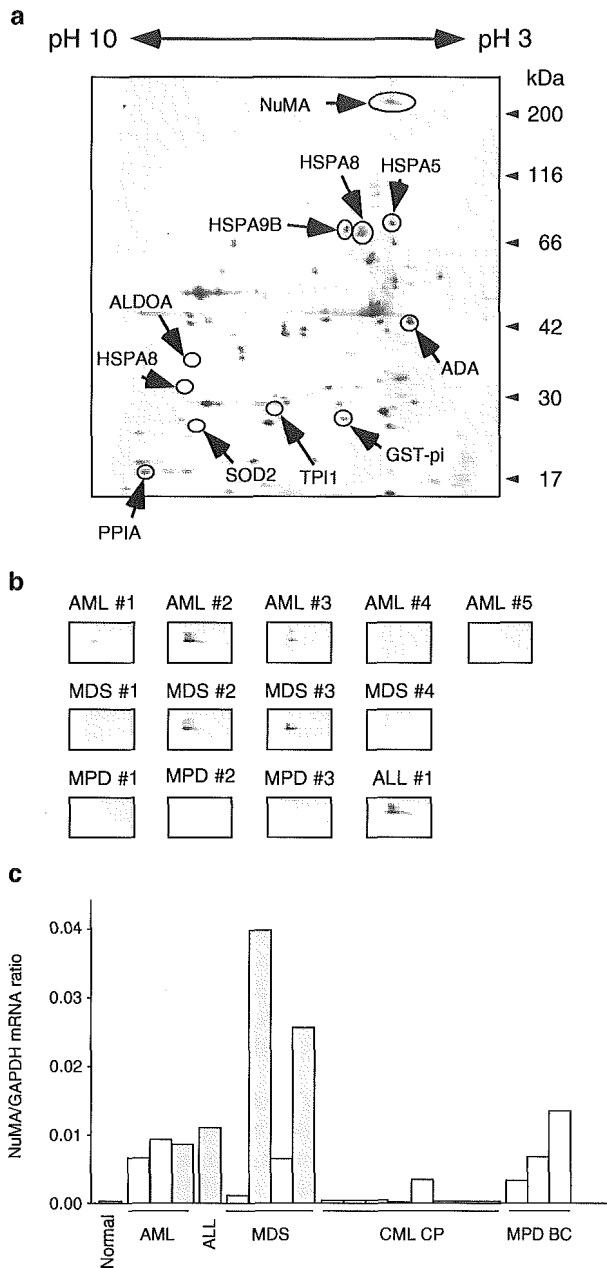 a
pH 10 pH 3
kDa
NuMA
200
HSPA8
HSPA5
116
HSPA9B
66
ALDOA
42
HSPA8
ADA
30
GST-pi
SOD2
TPI1
17
PPIA
b
AML #1 AML #2 AML #3 AML #4 AML #5
MDS #1 MDS #2 MDS #3 MDS #4
MPD #1 MPD #2 MPD #3 ALL #1
c
NuMA/GAPDH mRNA ratio
0.04
0.03
0.02
0.01
0.00
Normal
AML
ALL
MDS
CML CP
MPD BC